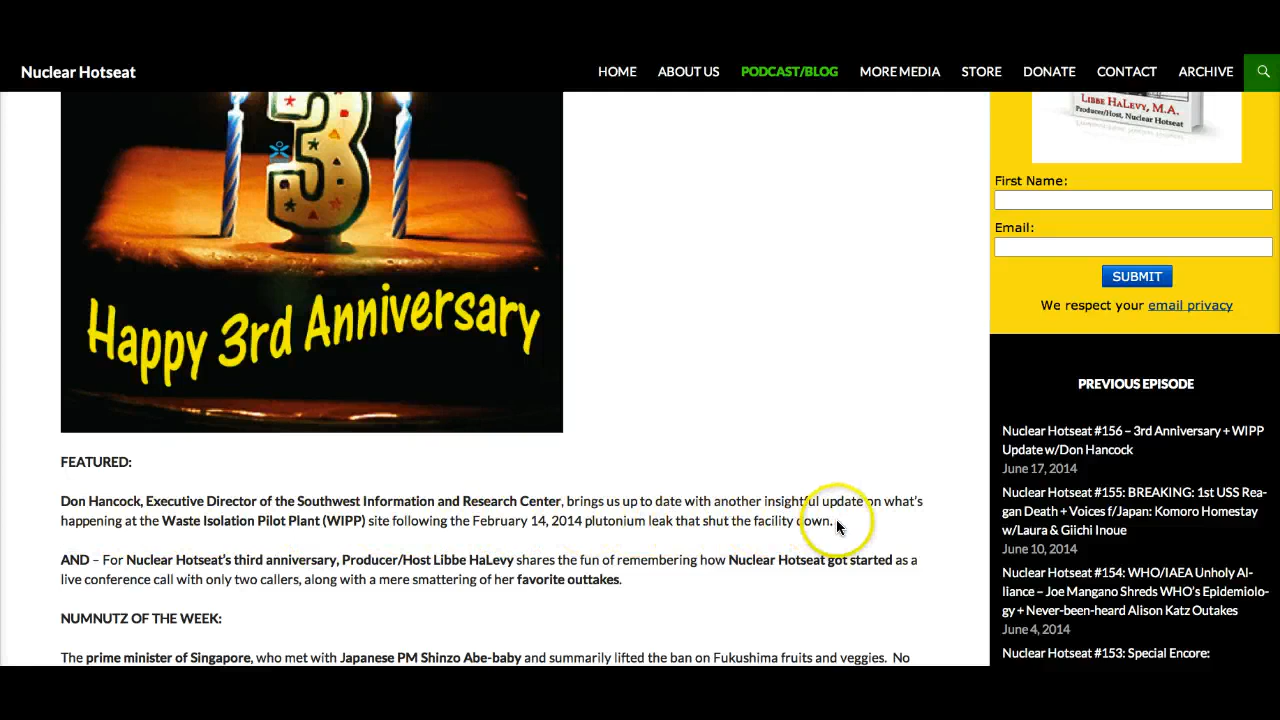 Nuclear Hotseat
HOME ABOUT US PODCAST/BLOG MORE MEDIA STORE DONATE CONTACT ARCHIVE
3
Happy 3rd Anniversary
FEATURED:
Don Hancock, Executive Director of the Southwest Information and Research Center, brings us up to date with another insightful update on what's
happening at the Waste Isolation Pilot Plant (WIPP) site following the February 14, 2014 plutonium leak that shut the facility down.
AND – For Nuclear Hotseat's third anniversary, Producer/Host Libbe HaLevy shares the fun of remembering how Nuclear Hotseat got started as a
live conference call with only two callers, along with a mere smattering of her favorite outtakes.
NUMNUTZ OF THE WEEK:
The prime minister of Singapore, who met with Japanese PM Shinzo Abe-baby and summarily lifted the ban on Fukushima fruits and veggies. No
LIBBE HALEVY, M.A.
Producer/Host, Nuclear Hotseat
First Name:
Email:
SUBMIT
We respect your email privacy
PREVIOUS EPISODE
Nuclear Hotseat #156 – 3rd Anniversary + WIPP
Update w/Don Hancock
June 17, 2014
Nuclear Hotseat #155: BREAKING: 1st USS Rea-
gan Death + Voices f/Japan: Komoro Homestay
w/Laura & Giichi Inoue
June 10, 2014
Nuclear Hotseat #154: WHO/IAEA Unholy Al-
liance – Joe Mangano Shreds WHO's Epidemiolo-
gy + Never-been-heard Alison Katz Outakes
June 4, 2014
Nuclear Hotseat #153: Special Encore: